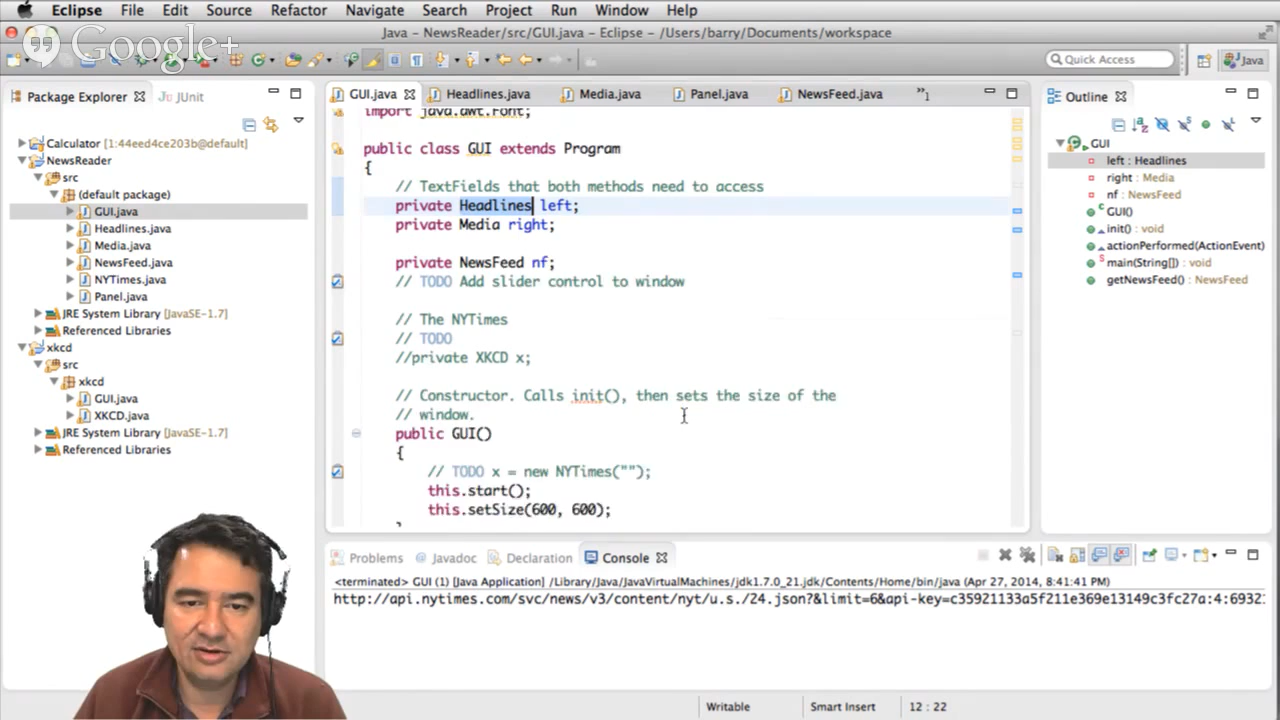 Eclipse File Edit Source Refactor Navigate Search Project Run Window Help
Java - NewsReader/src/GUI.java - Eclipse - /Users/barry/Documents/workspace
Google+
Quick Access
Java
Package Explorer
JUnit
Calculator [1:44eed4ce203b@default]
NewsReader
src
(default package)
GUI.java
Headlines.java
Media.java
NewsFeed.java
NYTimes.java
Panel.java
JRE System Library [JavaSE-1.7]
Referenced Libraries
xkcd
src
xkcd
GUI.java
XKCD.java
JRE System Library [JavaSE-1.7]
Referenced Libraries
GUI.java Headlines.java Media.java Panel.java NewsFeed.java »1
import java.awt.Font;
public class GUI extends Program
{
// TextFields that both methods need to access
private Headlines left;
private Media right;
private NewsFeed nf;
// TODO Add slider control to window
// The NYTimes
// TODO
//private XKCD x;
// Constructor. Calls init(), then sets the size of the
// window.
public GUI()
{
// TODO x = new NYTimes("");
this.start();
this.setSize(600, 600);
Outline
GUI
left : Headlines
right : Media
nf : NewsFeed
GUI()
init() : void
actionPerformed(ActionEvent)
main(String[]) : void
getNewsFeed() : NewsFeed
Problems @ Javadoc Declaration Console
<terminated> GUI (1) [Java Application] /Library/Java/JavaVirtualMachines/jdk1.7.0_21.jdk/Contents/Home/bin/java (Apr 27, 2014, 8:41:41 PM)
http://api.nytimes.com/svc/news/v3/content/nyt/u.s./24.json?&limit=6&api-key=c35921133a5f211e369e13149c3fc27a:4:6932
Writable Smart Insert 12 : 22